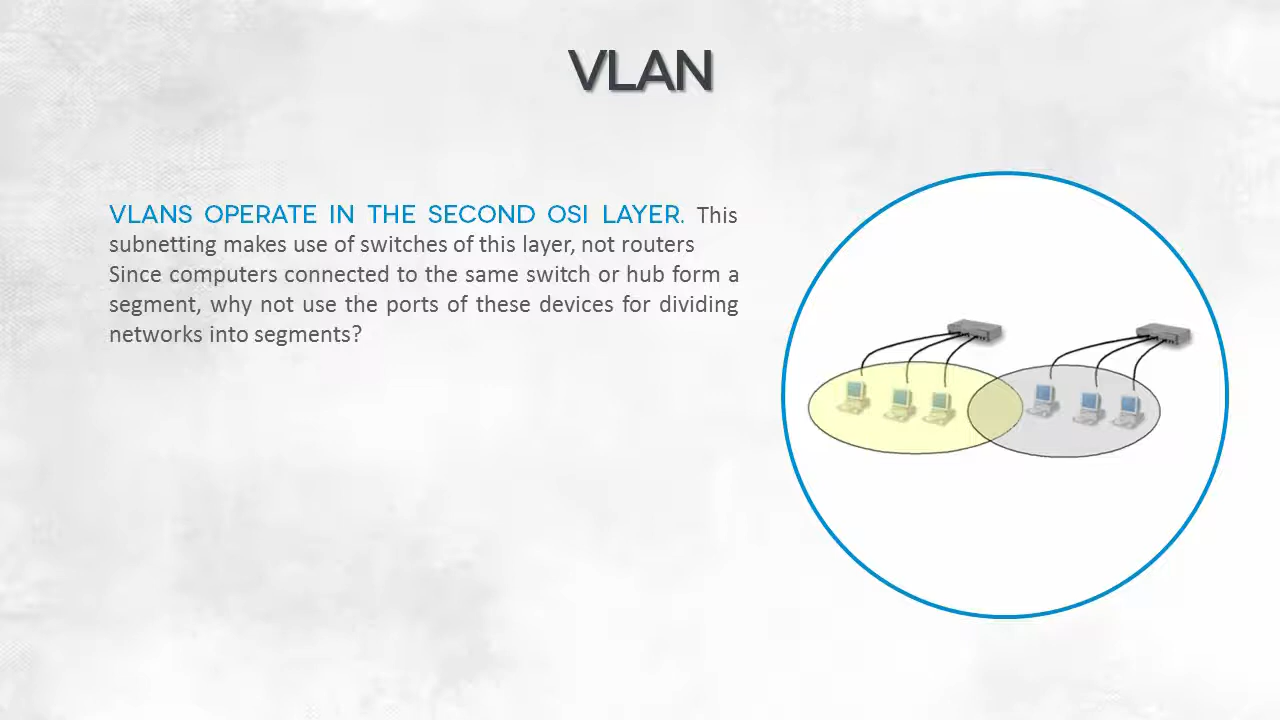 VLAN
VLANS OPERATE IN THE SECOND OSI LAYER. This
subnetting makes use of switches of this layer, not routers
Since computers connected to the same switch or hub form a
segment, why not use the ports of these devices for dividing
networks into segments?